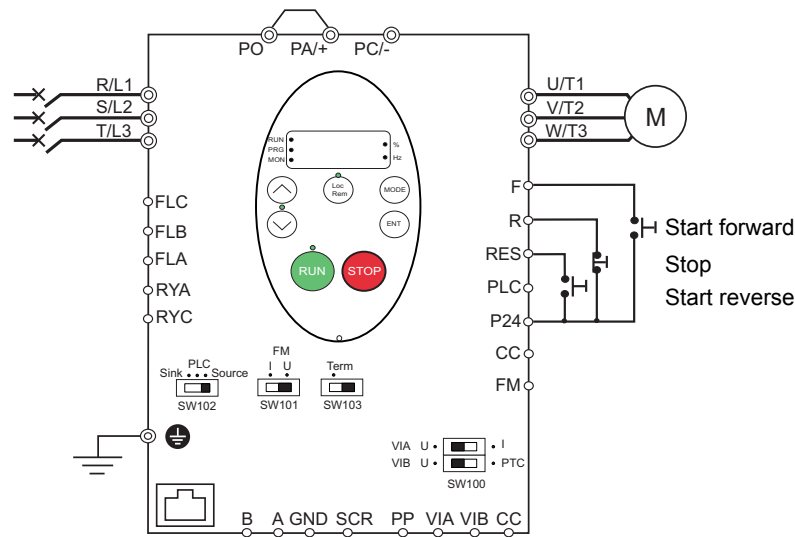 PO PA/+ PC/-
R/L1
S/L2
T/L3
U/T1
V/T2
W/T3
M
RUN
PRG
MON
%
Hz
Loc
Rem
MODE
ENT
RUN
STOP
FLC
FLB
FLA
RYA
RYC
F
R
RES
PLC
P24
CC
FM
Start forward
Stop
Start reverse
PLC
Sink Source
SW102
FM
I U
SW101
Term
SW103
VIA U I
VIB U PTC
SW100
B A GND SCR PP VIA VIB CC